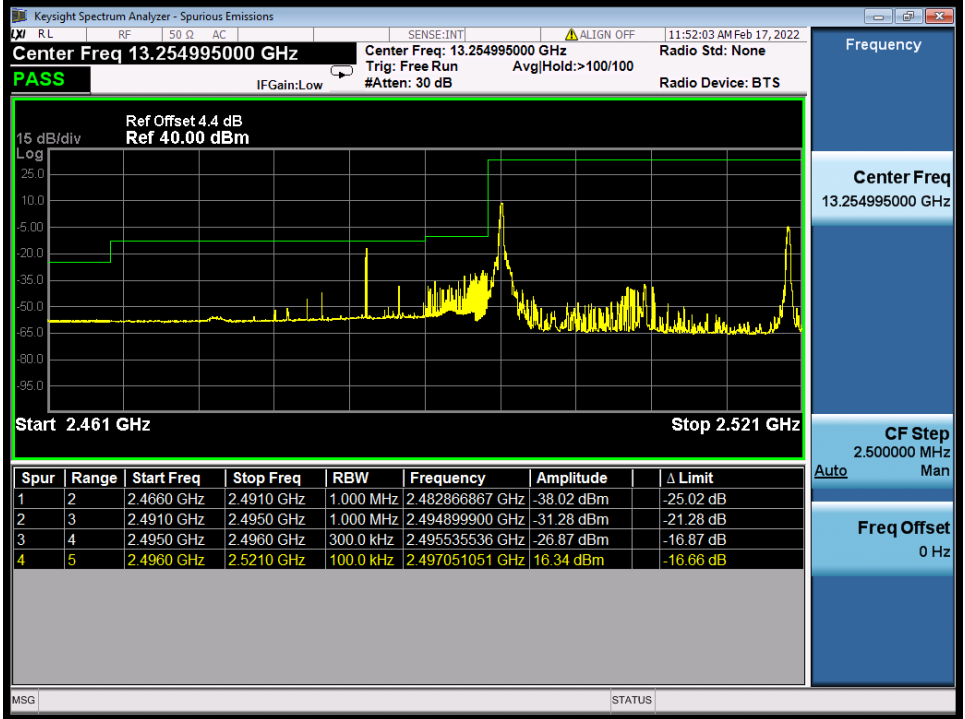 Keysight Spectrum Analyzer - Spurious Emissions
LXI RL RF 50 Ω AC SENSE:INT ALIGN OFF 11:52:03 AM Feb 17, 2022
Center Freq 13.254995000 GHz
Center Freq: 13.254995000 GHz Radio Std: None
Trig: Free Run Avg|Hold:>100/100
PASS IFGain:Low #Atten: 30 dB Radio Device: BTS
Ref Offset 4.4 dB
15 dB/div Ref 40.00 dBm
Log
25.0
10.0
-5.00
-20.0
-35.0
-50.0
-65.0
-80.0
-95.0
Start 2.461 GHz Stop 2.521 GHz
Spur Range Start Freq Stop Freq RBW Frequency Amplitude Δ Limit
1 2 2.4660 GHz 2.4910 GHz 1.000 MHz 2.482866867 GHz -38.02 dBm -25.02 dB
2 3 2.4910 GHz 2.4950 GHz 1.000 MHz 2.494899900 GHz -31.28 dBm -21.28 dB
3 4 2.4950 GHz 2.4960 GHz 300.0 kHz 2.495535536 GHz -26.87 dBm -16.87 dB
4 5 2.4960 GHz 2.5210 GHz 100.0 kHz 2.497051051 GHz 16.34 dBm -16.66 dB
MSG STATUS
Frequency
Center Freq
13.254995000 GHz
CF Step
2.500000 MHz
Auto Man
Freq Offset
0 Hz